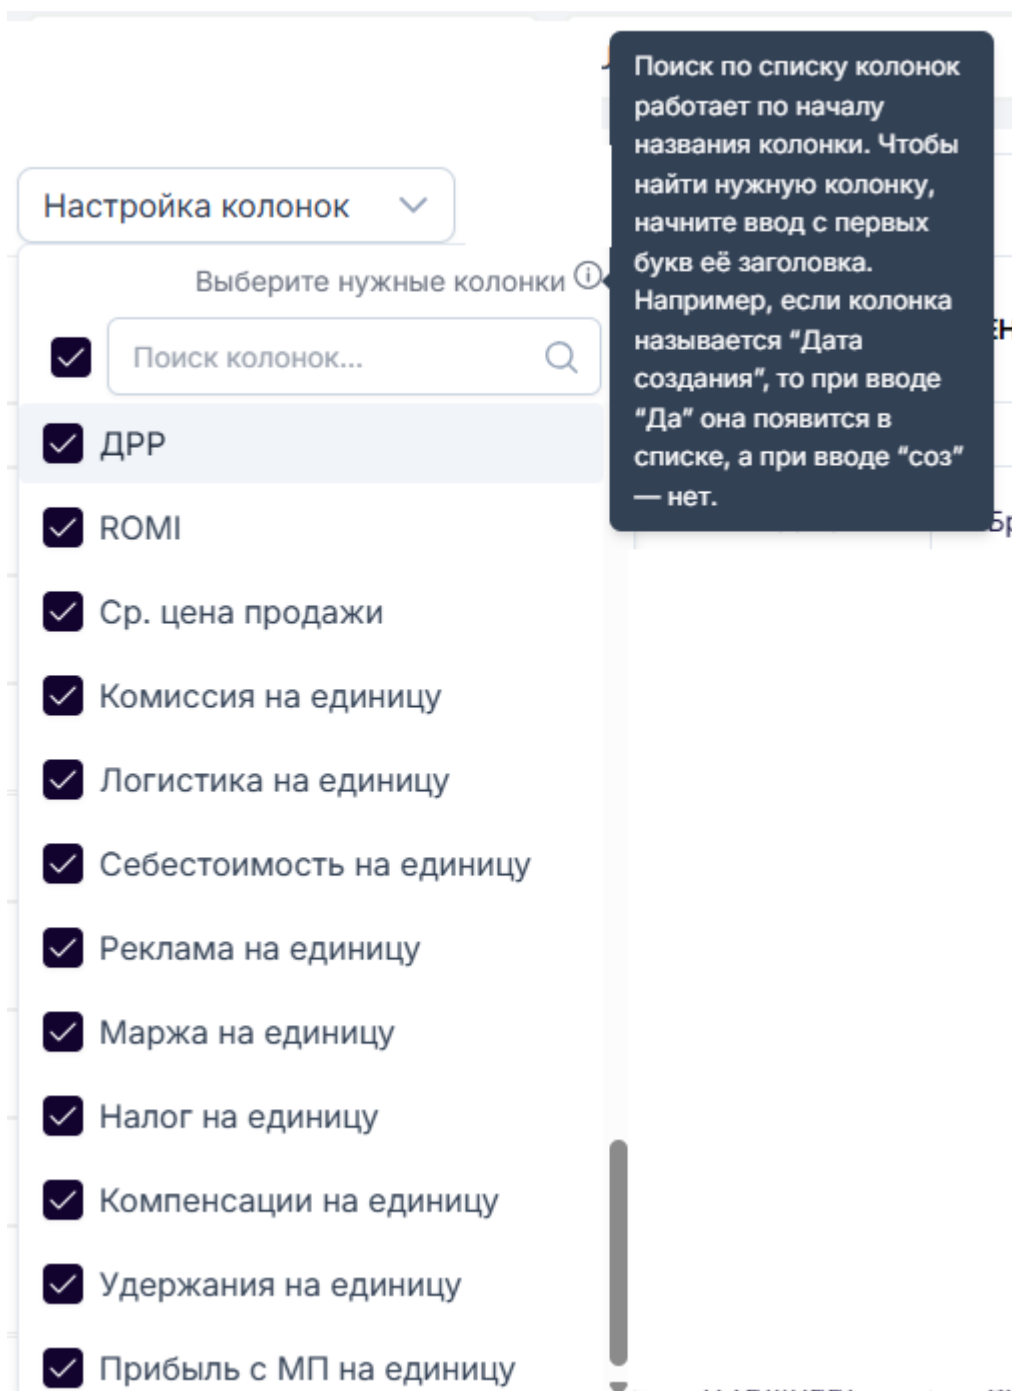 Поиск по списку колонок
работает по началу
названия колонки. Чтобы
найти нужную колонку,
начните ввод с первых
букв её заголовка.
Например, если колонка
называется “Дата
создания”, то при вводе
“Да” она появится в
списке, а при вводе “соз”
— нет.
Настройка колонок
Выберите нужные колонки
Поиск колонок...
ДРР
ROMI
Ср. цена продажи
Комиссия на единицу
Логистика на единицу
Себестоимость на единицу
Реклама на единицу
Маржа на единицу
Налог на единицу
Компенсации на единицу
Удержания на единицу
Прибыль с МП на единицу